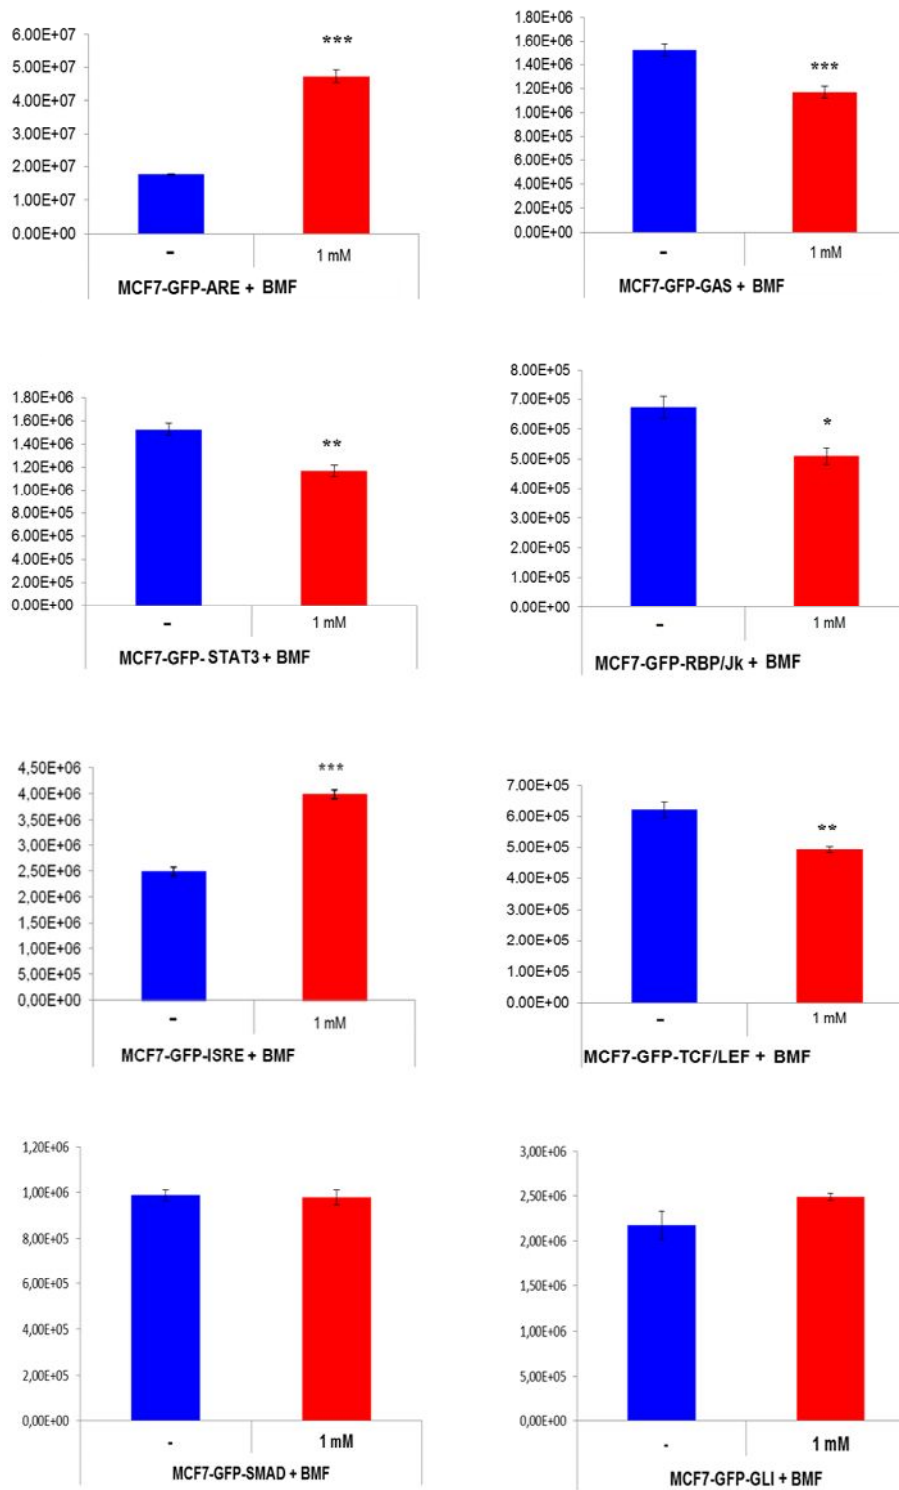 6.00E+07
5.00E+07
4.00E+07
3.00E+07
2.00E+07
1.00E+07
0.00E+00
***
- 1 mM
MCF7-GFP-ARE + BMF
1.80E+06
1.60E+06
1.40E+06
1.20E+06
1.00E+06
8.00E+05
6.00E+05
4.00E+05
2.00E+05
0.00E+00
***
- 1 mM
MCF7-GFP-GAS + BMF
1.80E+06
1.60E+06
1.40E+06
1.20E+06
1.00E+06
8.00E+05
6.00E+05
4.00E+05
2.00E+05
0.00E+00
**
- 1 mM
MCF7-GFP- STAT3 + BMF
8.00E+05
7.00E+05
6.00E+05
5.00E+05
4.00E+05
3.00E+05
2.00E+05
1.00E+05
0.00E+00
*
- 1 mM
MCF7-GFP-RBP/Jk + BMF
4,50E+06
4,00E+06
3,50E+06
3,00E+06
2,50E+06
2,00E+06
1,50E+06
1,00E+06
5,00E+05
0,00E+00
***
- 1 mM
MCF7-GFP-ISRE + BMF
7.00E+05
6.00E+05
5.00E+05
4.00E+05
3.00E+05
2.00E+05
1.00E+05
0.00E+00
**
- 1 mM
MCF7-GFP-TCF/LEF + BMF
1,20E+06
1,00E+06
8,00E+05
6,00E+05
4,00E+05
2,00E+05
0,00E+00
- 1 mM
MCF7-GFP-SMAD + BMF
3,00E+06
2,50E+06
2,00E+06
1,50E+06
1,00E+06
5,00E+05
0,00E+00
- 1 mM
MCF7-GFP-GLI + BMF